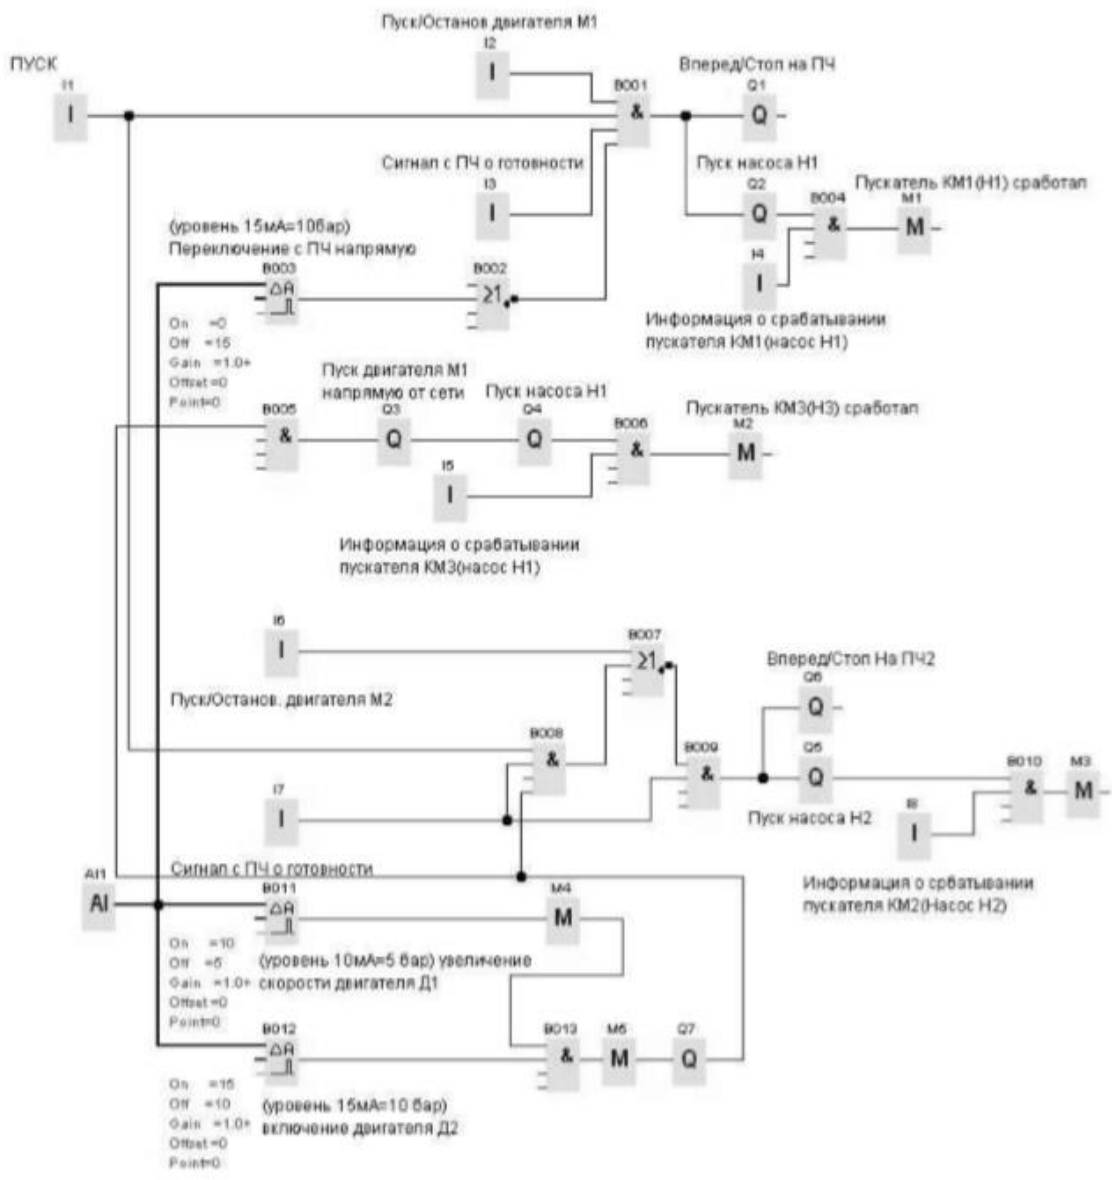 Пуск/Останов двигателя М1
I2
I
ПУСК
I1
I
B001
&
Вперед/Стоп на ПЧ
Q1
Q
Сигнал с ПЧ о готовности
I3
I
Пуск насоса Н1
Q2
Q
Пускатель КМ1(Н1) сработал
B004
&
M1
M
I4
I
Информация о срабатывании
пускателя КМ1(насос Н1)
(уровень 15мА=10бар)
Переключение с ПЧ напрямую
B003
ΔA
B002
≥1
On =0
Off =15
Gain =1.0+
Offset=0
Point=0
Пуск двигателя М1
напрямую от сети
Пуск насоса Н1
B005
&
Q3
Q
Q4
Q
B006
&
Пускатель КМ3(Н3) сработал
M2
M
I5
I
Информация о срабатывании
пускателя КМ3(насос Н1)
I6
I
Пуск/Останов. двигателя М2
B007
≥1
Вперед/Стоп На ПЧ2
Q6
Q
B008
&
B009
&
Q5
Q
Пуск насоса Н2
B010
&
M3
M
I7
I
I8
I
Информация о србатывании
пускателя КМ2(Насос Н2)
Сигнал с ПЧ о готовности
AI1
AI
B011
ΔA
M4
M
On =10
Off =5
Gain =1.0+
Offset=0
Point=0
(уровень 10мА=5 бар) увеличение
скорости двигателя Д1
B012
ΔA
B013
&
M5
M
Q7
Q
On =15
Off =10
Gain =1.0+
Offset=0
Point=0
(уровень 15мА=10 бар)
включение двигателя Д2